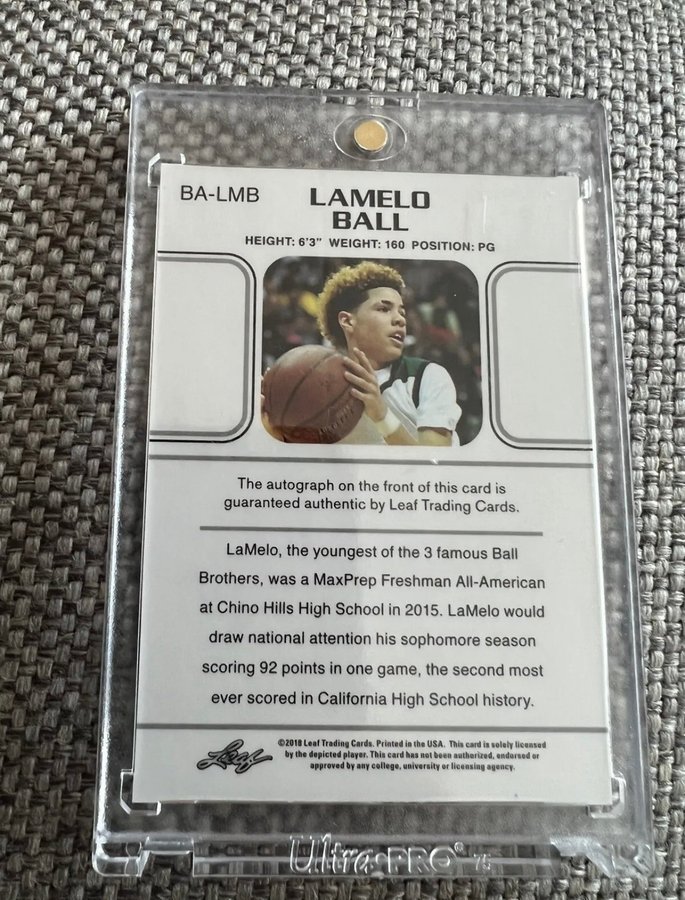 BA-LMB
LAMELO
BALL
HEIGHT: 6'3" WEIGHT: 160 POSITION: PG
The autograph on the front of this card is
guaranteed authentic by Leaf Trading Cards.
LaMelo, the youngest of the 3 famous Ball
Brothers, was a MaxPrep Freshman All-American
at Chino Hills High School in 2015. LaMelo would
draw national attention his sophomore season
scoring 92 points in one game, the second most
ever scored in California High School history.
Leaf
©2018 Leaf Trading Cards. Printed in the USA. This card is solely licensed
by the depicted player. This card has not been authorized, endorsed or
approved by any college, university or licensing agency.
Ultra•PRO® 75